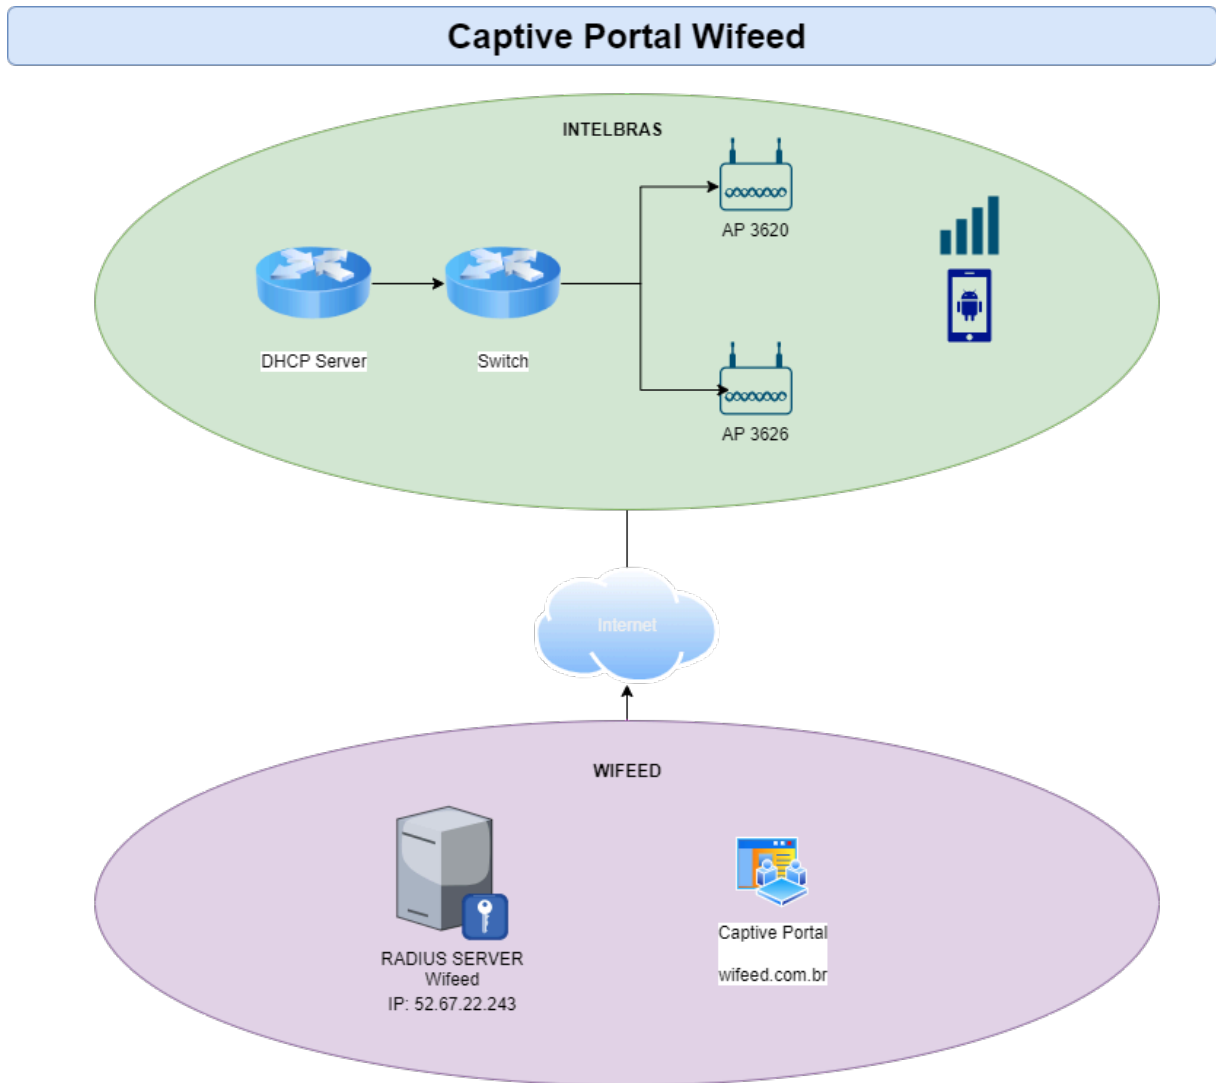 Captive Portal Wifeed
INTELBRAS
AP 3620
DHCP Server
Switch
AP 3626
Internet
WIFEED
RADIUS SERVER
Wifeed
IP: 52.67.22.243
Captive Portal
wifeed.com.br